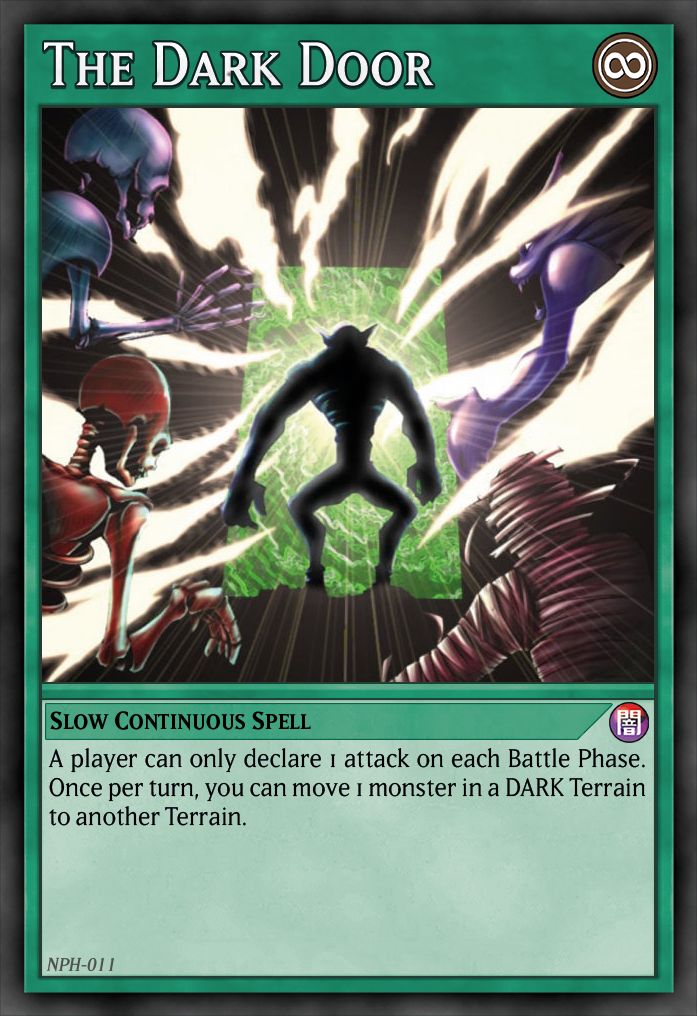 The Dark Door
Slow Continuous Spell
闇
A player can only declare 1 attack on each Battle Phase.
Once per turn, you can move 1 monster in a DARK Terrain
to another Terrain.
NPH-011